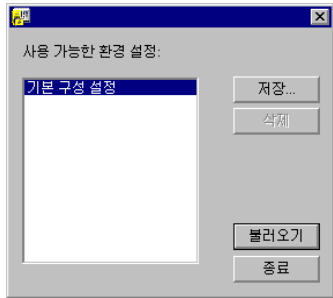 사용 가능한 환경 설정:
기본 구성 설정
저장...
삭제
불러오기
종료